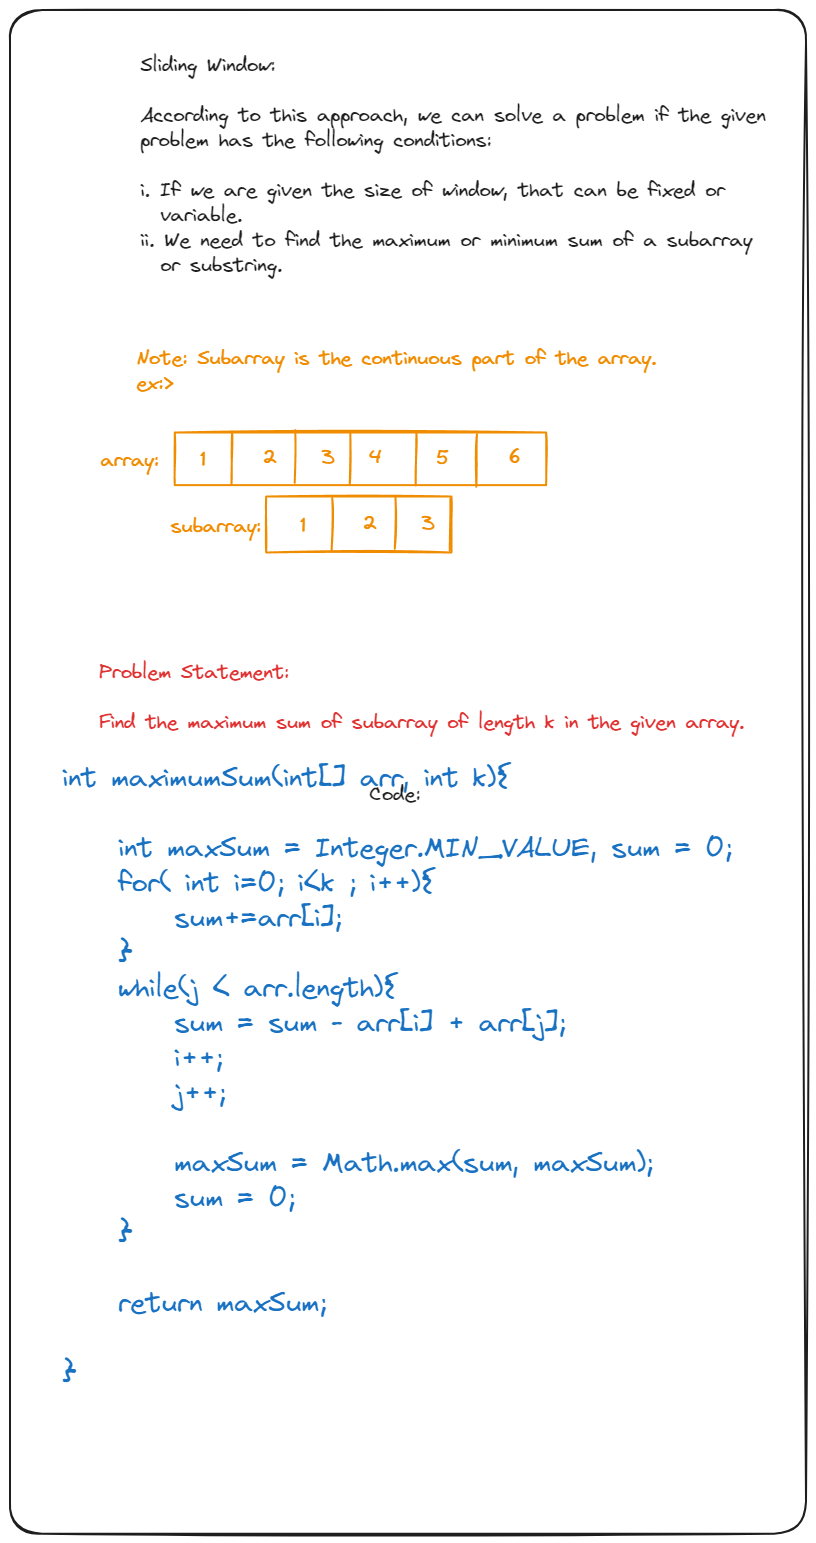 Sliding Window:
According to this approach, we can solve a problem if the given
problem has the following conditions:
i. If we are given the size of window, that can be fixed or
variable.
ii. We need to find the maximum or minimum sum of a subarray
or substring.
Note: Subarray is the continuous part of the array.
ex:>
array: 1 2 3 4 5 6
subarray: 1 2 3
Problem Statement:
Find the maximum sum of subarray of length k in the given array.
int maximumSum(int[] arr, int k){
Code:
int maxSum = Integer.MIN_VALUE, sum = 0;
for( int i=0; i<k ; i++){
sum+=arr[i];
}
while(j < arr.length){
sum = sum - arr[i] + arr[j];
i++;
j++;
maxSum = Math.max(sum, maxSum);
sum = 0;
}
return maxSum;
}